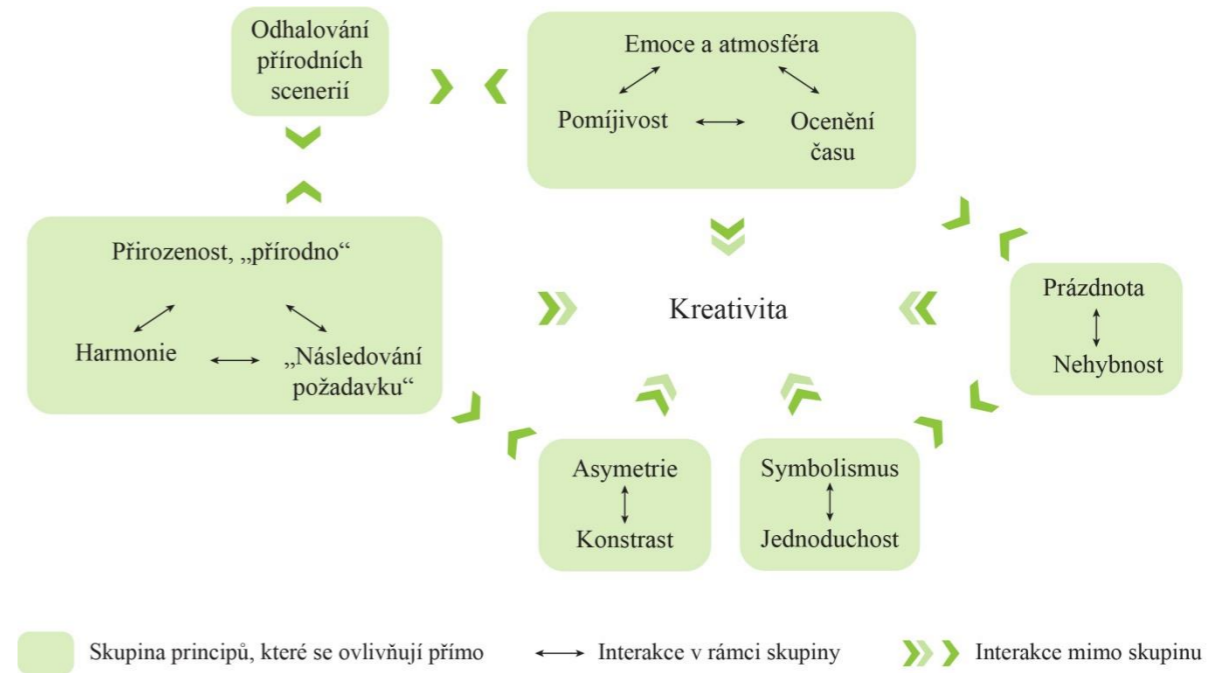 Odhalování
přírodních
scenerií
Emoce a atmosféra
Pomíjivost
Ocenění
času
Přirozenost, „přírodno“
Harmonie
„Následování
požadavku“
Kreativita
Prázdnota
Nehybnost
Asymetrie
Konstrast
Symbolismus
Jednoduchost
Skupina principů, které se ovlivňují přímo
Interakce v rámci skupiny
Interakce mimo skupinu